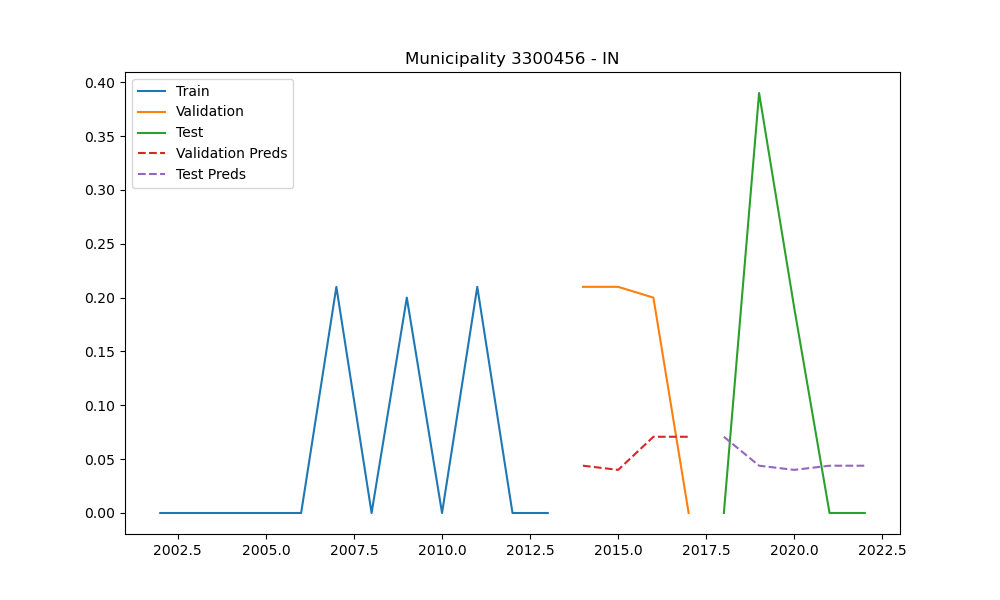 Municipality 3300456 - IN
Train
Validation
Test
Validation Preds
Test Preds
0.40
0.35
0.30
0.25
0.20
0.15
0.10
0.05
0.00
2002.5 2005.0 2007.5 2010.0 2012.5 2015.0 2017.5 2020.0 2022.5